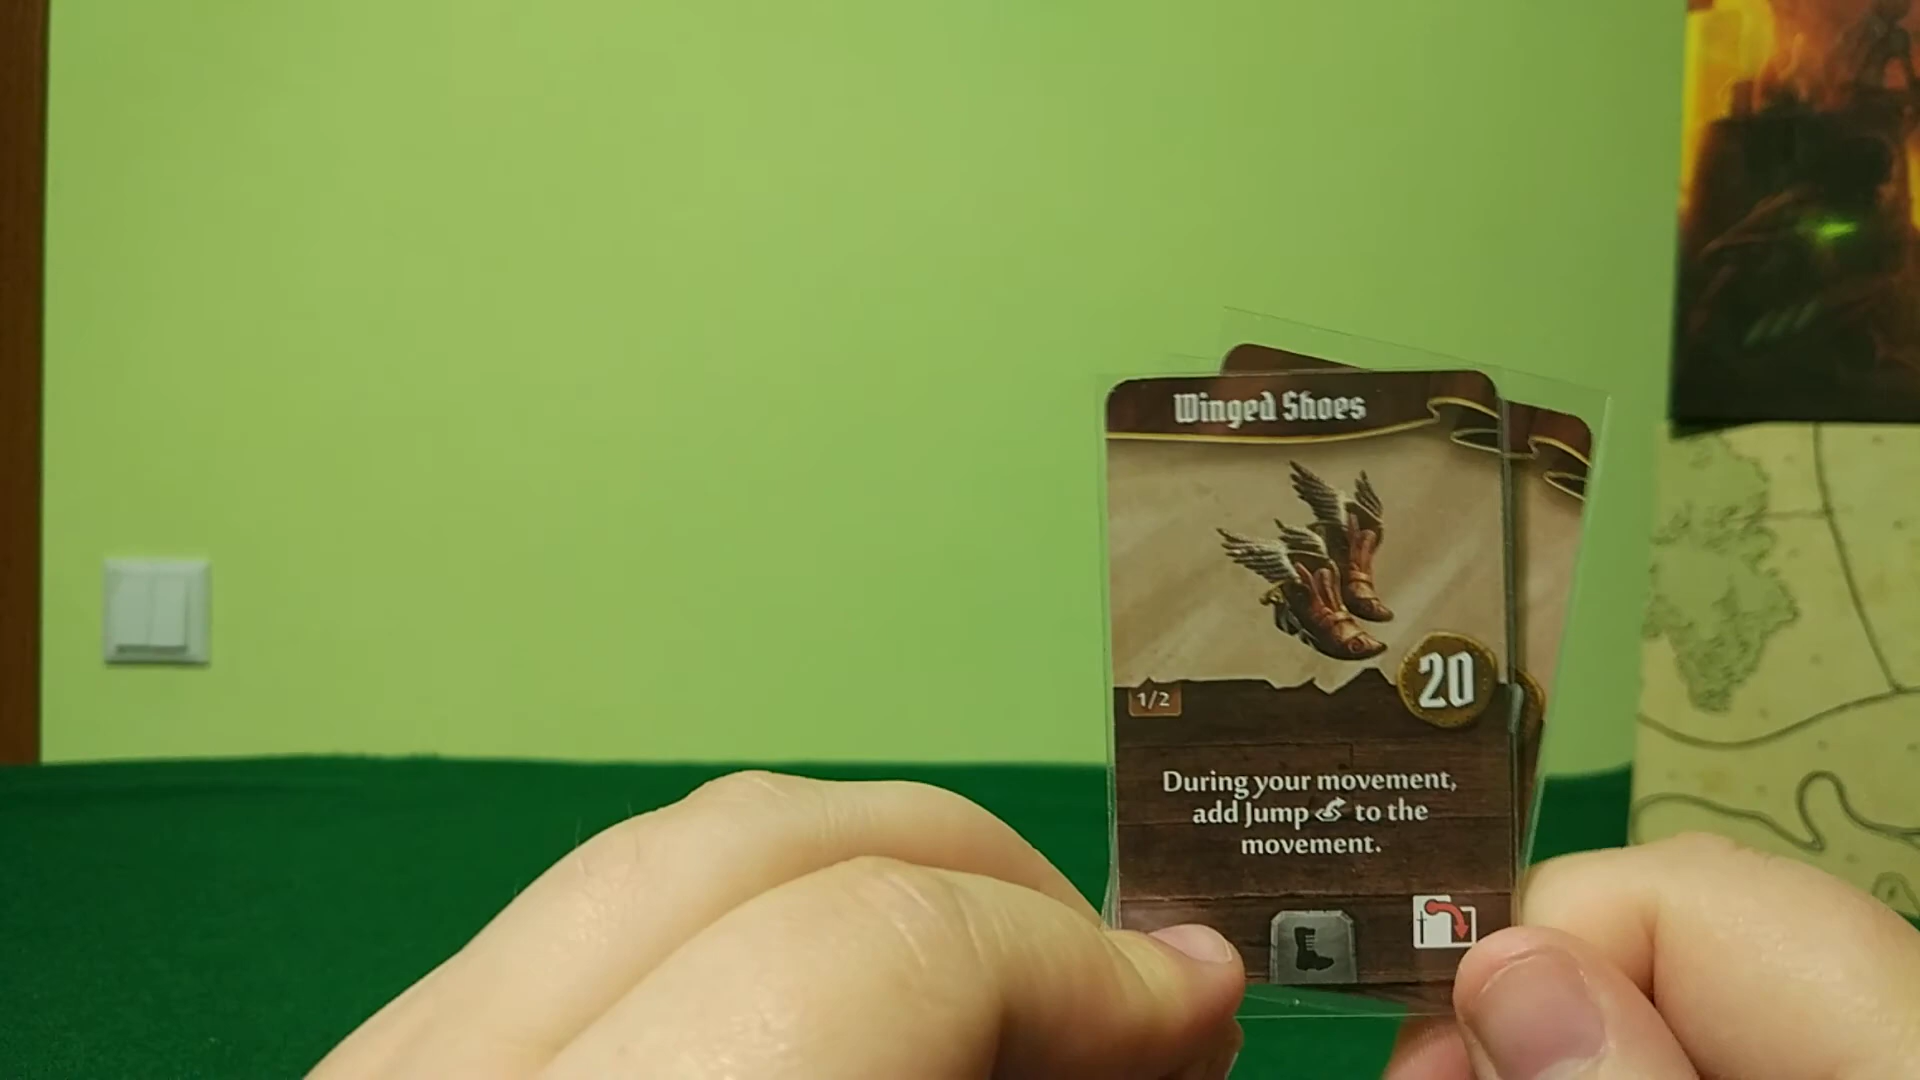 Winged Shoes
20
1/2
During your movement,
add Jump to the
movement.